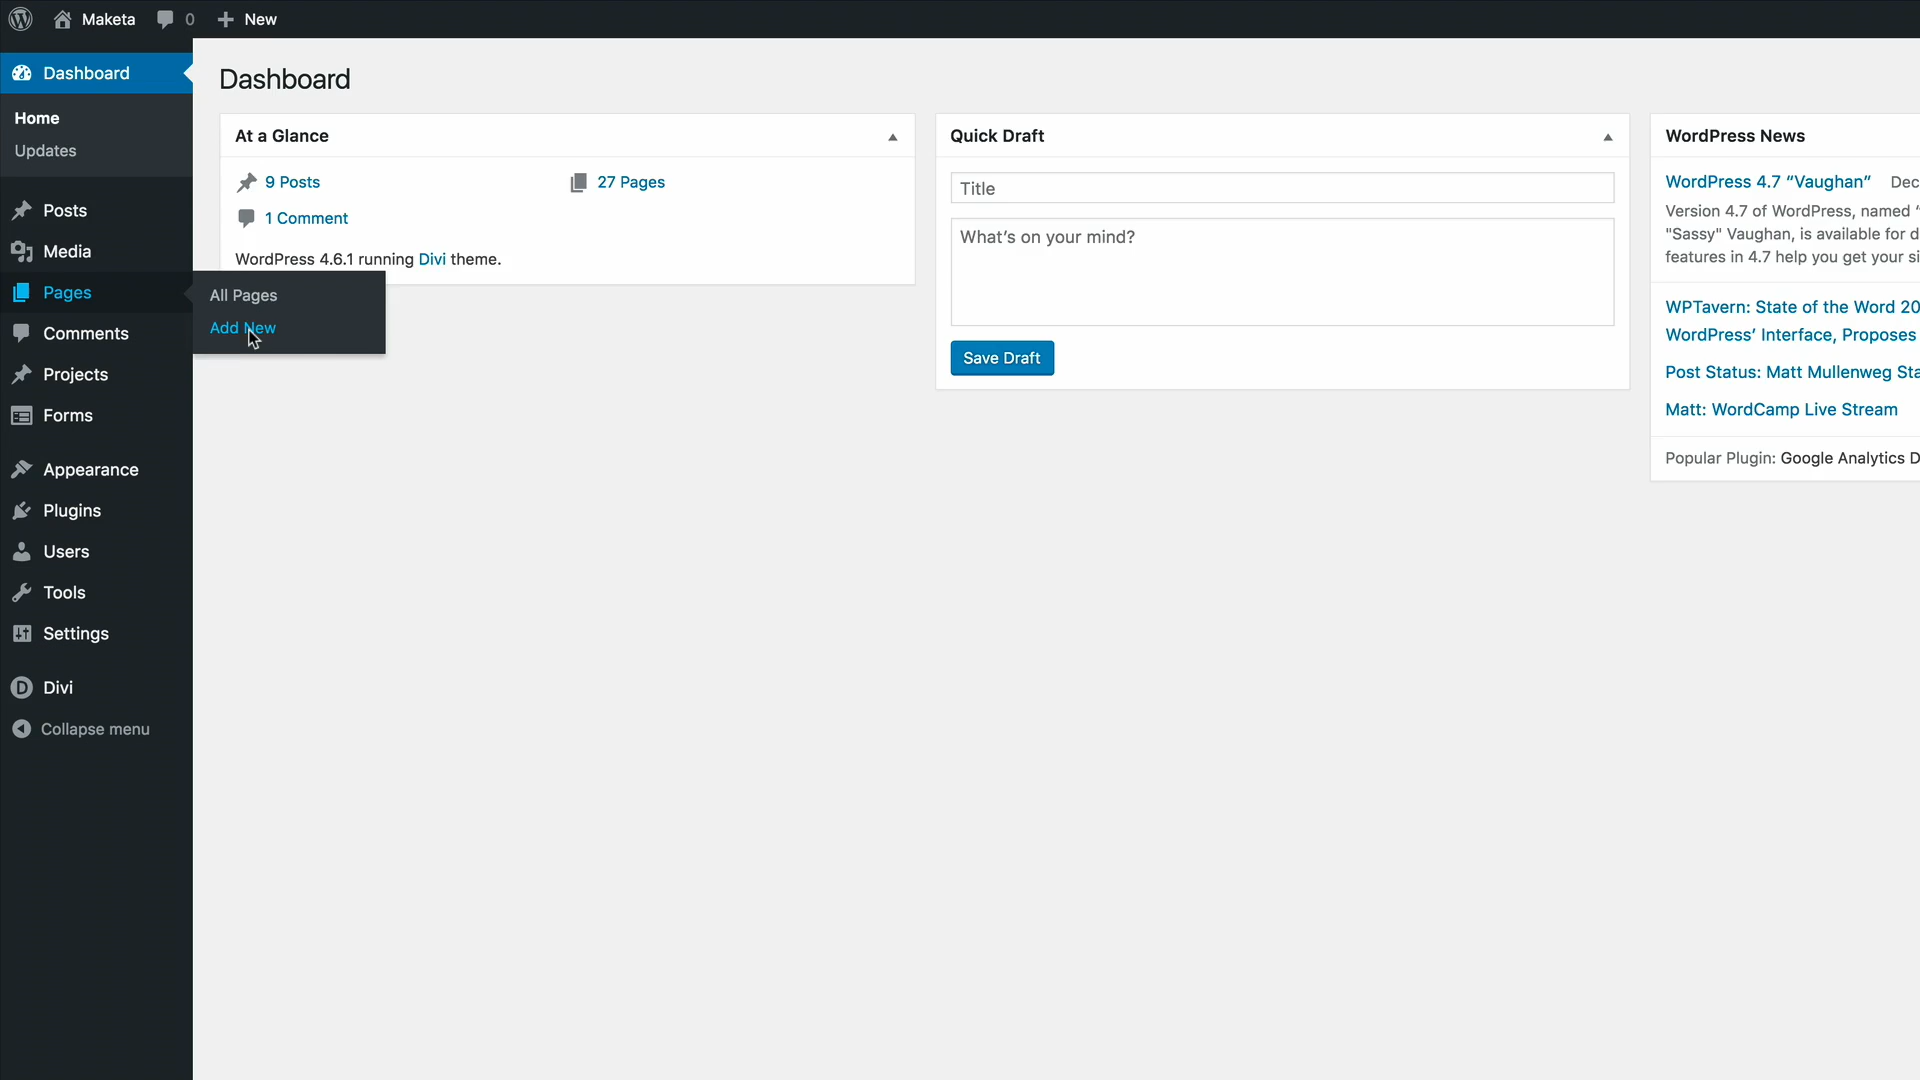 Maketa 0 New
Dashboard
Home
Updates
Posts
Media
Pages
Comments
Projects
Forms
Appearance
Plugins
Users
Tools
Settings
Divi
Collapse menu
All Pages
Add New
Dashboard
At a Glance
9 Posts
27 Pages
1 Comment
WordPress 4.6.1 running Divi theme.
Quick Draft
Title
What's on your mind?
Save Draft
WordPress News
WordPress 4.7 “Vaughan” Dec
Version 4.7 of WordPress, named “
"Sassy" Vaughan, is available for d
features in 4.7 help you get your si
WPTavern: State of the Word 20
WordPress’ Interface, Proposes
Post Status: Matt Mullenweg Sta
Matt: WordCamp Live Stream
Popular Plugin: Google Analytics D